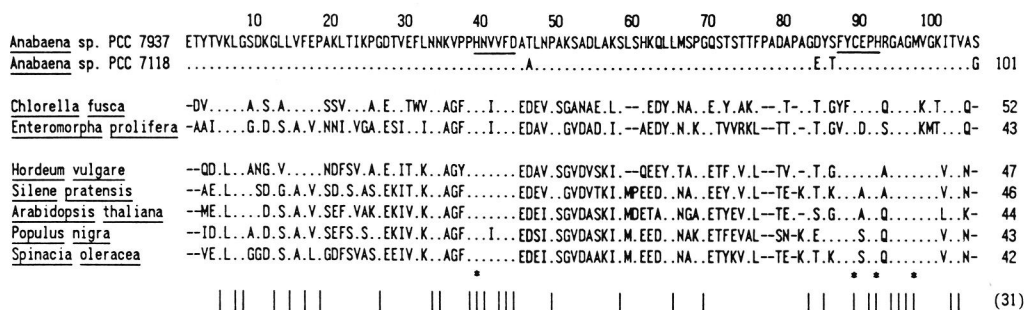 10 20 30 40 50 60 70 80 90 100
Anabaena sp. PCC 7937 ETYTVKLGSDKGLLVFEPAKLTIKPGDTVEFLNNKVPPHNVVFDATLNPAKSADLAKSLSHKQLLMSPGQSTSTTFPADAPAGDYSFYCEPHRGAGMVGKITVAS
Anabaena sp. PCC 7118 .............................................A......................................E.T..................G 101
Chlorella fusca -DV.....A.S.A.....SSV...A.E..TWV..AGF...I...EDEV.SGANAE.L.--.EDY.NA..E.Y.AK.--.T-.T.GYF...Q....K.T..Q- 52
Enteromorpha prolifera -AAI....G.D.S.A.V.NNI.VGA.ESI..I..AGF...I...EDAV..GVDAD.I.--AEDY.N.K..TVVRKL--TT.-.T.GV..D..S....KMT..Q- 43
Hordeum vulgare --QD.L..ANG.V.....NDFSV.A.EIT.K..AGY.......EDAV.SGVDVSKI.--QEEY.TA..ETF.V.L--TV.-.T.G......A.......V..N- 47
Silene pratensis --AE.L...SD.G.A.V.SD.S.AS.EKIT.K..AGF.......EDEV..GVDVTKI.MPEED..NA..EEY.V.L--TE-K.T.K...A..A.......V..N- 46
Arabidopsis thaliana --ME.L....D.S.A.V.SEF.VAK.EKIV.K..AGF.......EDEI.SGVDASKI.MDETA..NGA.ETYEV.L--TE.-.S.G...A..Q.......L..K- 44
Populus nigra --ID.L..A.D.S.A.V.SEFS.S..EKIV.K..AGF...I...EDSI.SGVDASKI.M.EED..NAK.ETFEVAL--SN-K.E.....S..Q.......V..N- 43
Spinacia oleracea --VE.L..GGD.S.A.L.GDFSVAS.EEIV.K..AGF.......EDEI.SGVDAAKI.M.EED..NA..ETYKV.L--TE-K.T.K...S..Q.......V..N- 42
* * * *
(31)